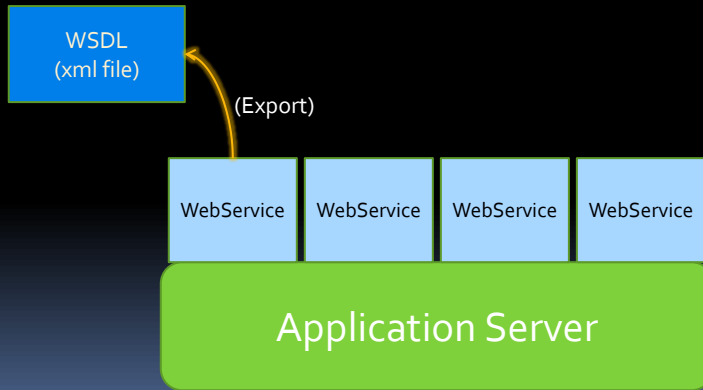 WSDL
(xml file)
(Export)
WebService
WebService
WebService
WebService
Application Server